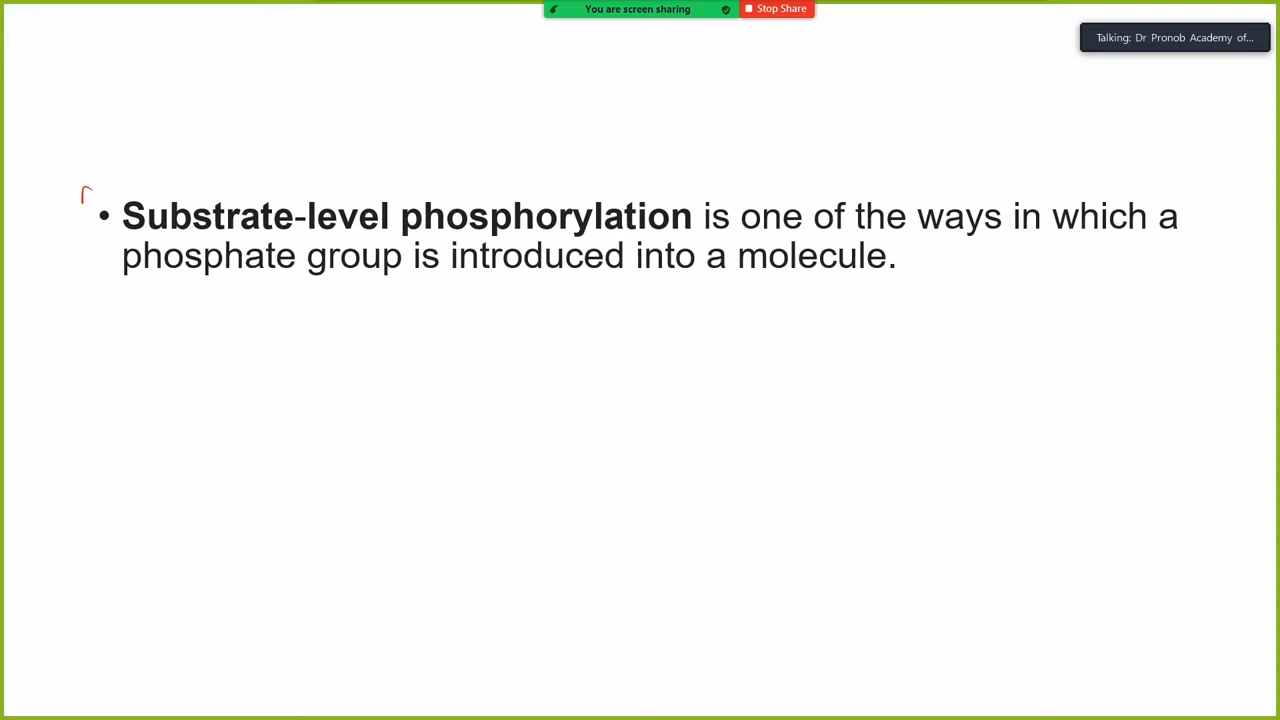 You are screen sharing
Stop Share
Talking: Dr Pronob Academy of...
• Substrate-level phosphorylation is one of the ways in which a
phosphate group is introduced into a molecule.